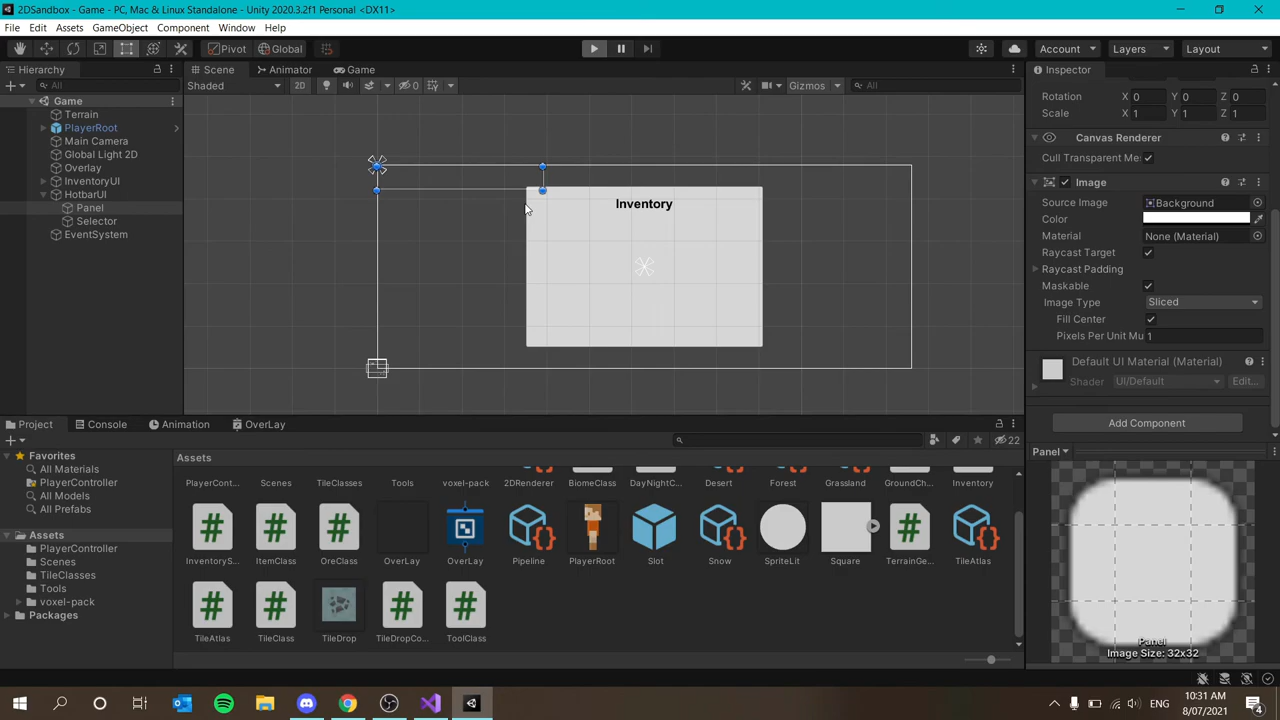 2DSandbox - Game - PC, Mac & Linux Standalone - Unity 2020.3.2f1 Personal <DX11>
File Edit Assets GameObject Component Window Help
Pivot Global Account Layers Layout
Hierarchy Scene Animator Game Inspector
All Shaded 2D 0 Gizmos All
Game
Terrain
PlayerRoot
Main Camera
Global Light 2D
Overlay
InventoryUI
HotbarUI
Panel
Selector
EventSystem
Inventory
Rotation X 0 Y 0 Z 0
Scale X 1 Y 1 Z 1
Canvas Renderer
Cull Transparent Mes
Image
Source Image Background
Color
Material None (Material)
Raycast Target
Raycast Padding
Maskable
Image Type Sliced
Fill Center
Pixels Per Unit Mu 1
Default UI Material (Material)
Shader UI/Default Edit...
Add Component
Panel
Panel
Image Size: 32x32
Project Console Animation OverLay
22
Favorites
All Materials
PlayerController
All Models
All Prefabs
Assets
PlayerController
Scenes
TileClasses
Tools
voxel-pack
Packages
Assets
PlayerCont... Scenes TileClasses Tools voxel-pack 2DRenderer BiomeClass DayNightC... Desert Forest Grassland GroundCh... Inventory
InventoryS... ItemClass OreClass OverLay OverLay Pipeline PlayerRoot Slot Snow SpriteLit Square TerrainGe... TileAtlas
TileAtlas TileClass TileDrop TileDropCo... ToolClass
10:31 AM
8/07/2021
4